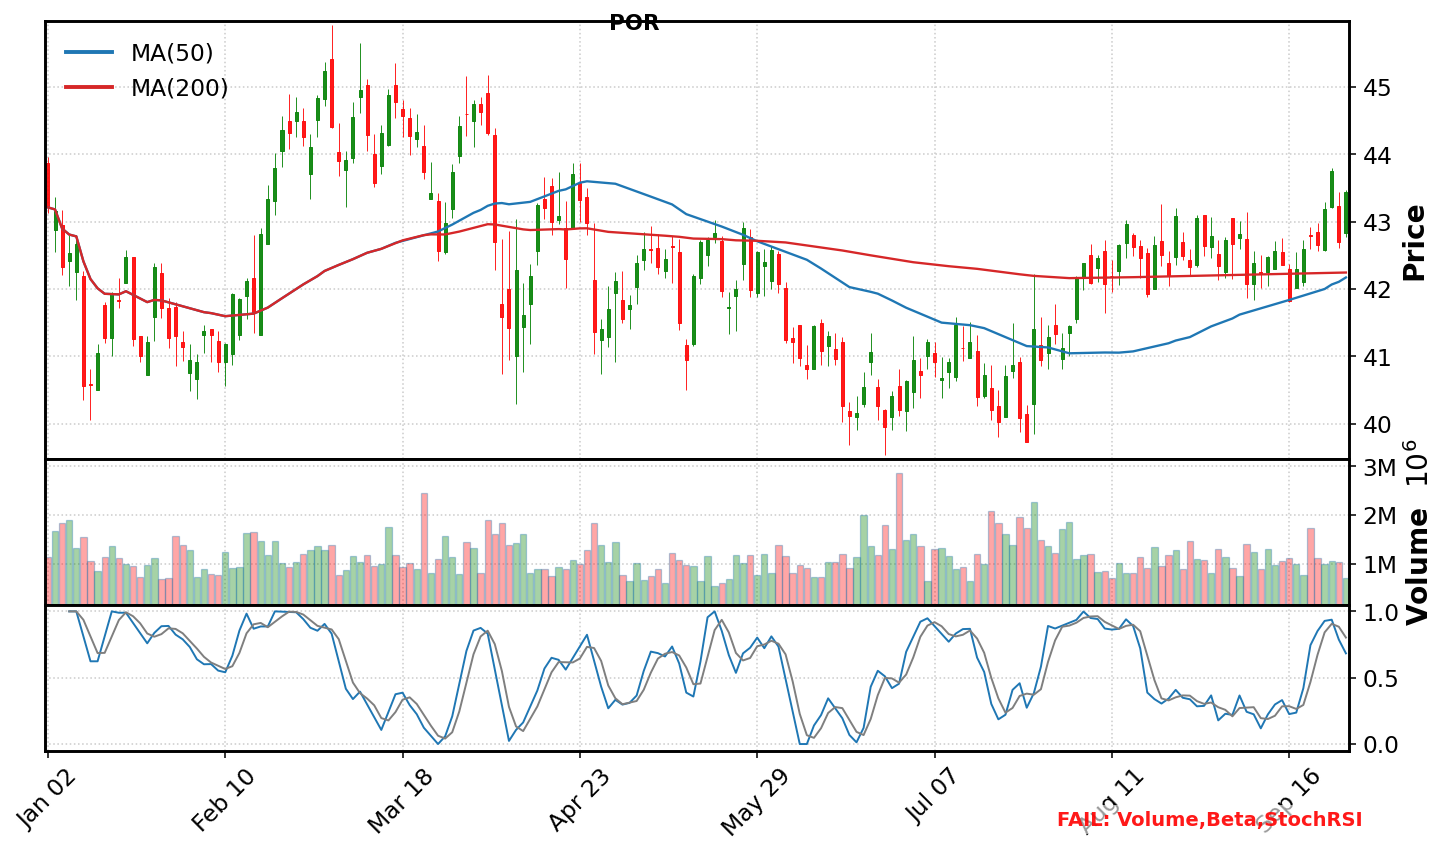 POR
MA(50)
MA(200)
45
44
43
42
41
40
Price
3M
2M
1M
Volume 10^6
1.0
0.5
0.0
Jan 02
Feb 10
Mar 18
Apr 23
May 29
Jul 07
Aug 11
Sep 16
FAIL: Volume,Beta,StochRSI